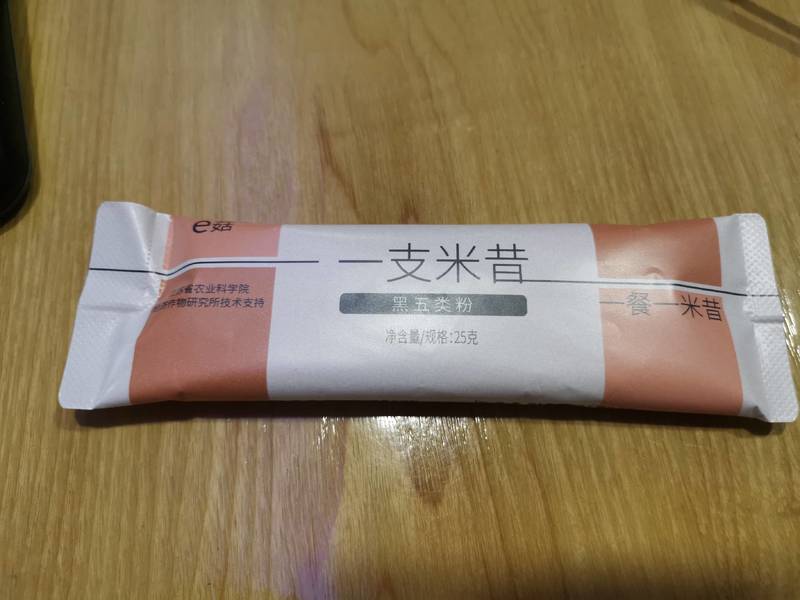 e菇
省农业科学院
作物研究所技术支持
一支米昔
黑五类粉
净含量/规格:25克
一餐一米昔